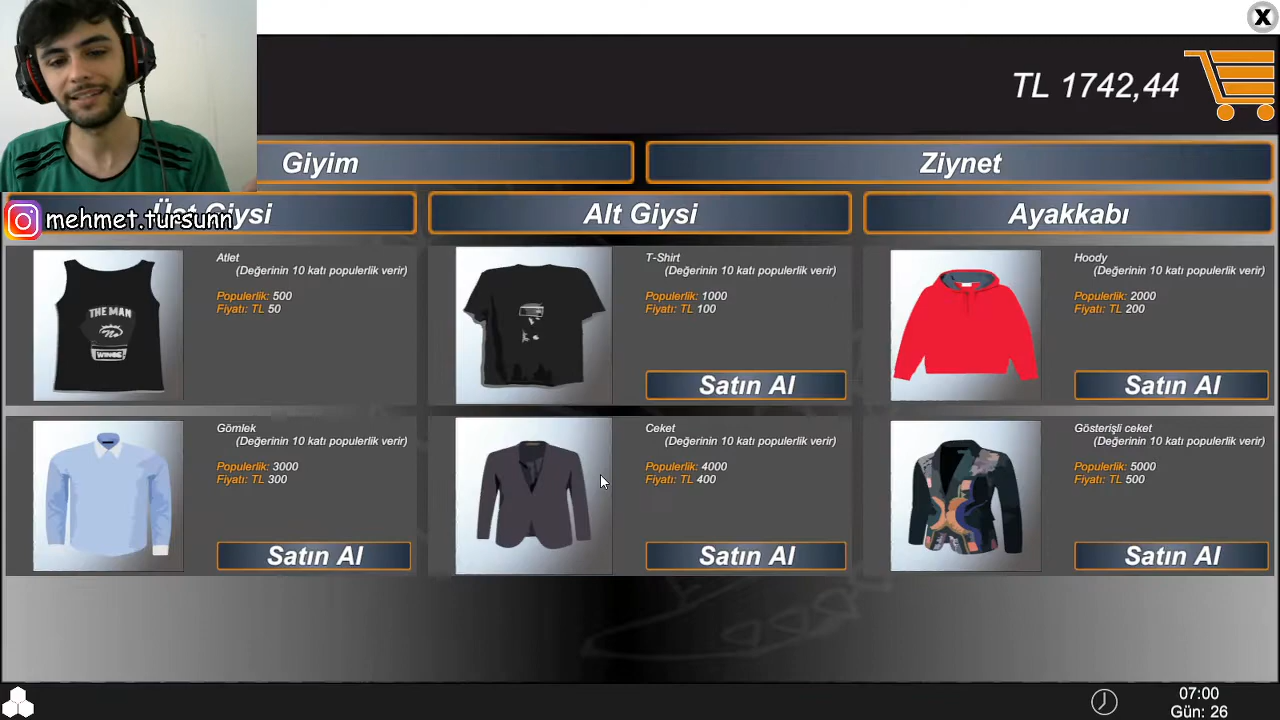 X
TL 1742,44
Giyim
Ziynet
Üst Giysi
Alt Giysi
Ayakkabı
mehmet.tursunn
Atlet
(Değerinin 10 katı populerlik verir)
Populerlik: 500
Fiyatı: TL 50
THE MAN
No
WINGS
T-Shirt
(Değerinin 10 katı populerlik verir)
Populerlik: 1000
Fiyatı: TL 100
Satın Al
Hoody
(Değerinin 10 katı populerlik verir)
Populerlik: 2000
Fiyatı: TL 200
Satın Al
Gömlek
(Değerinin 10 katı populerlik verir)
Populerlik: 3000
Fiyatı: TL 300
Satın Al
Ceket
(Değerinin 10 katı populerlik verir)
Populerlik: 4000
Fiyatı: TL 400
Satın Al
Gösterişli ceket
(Değerinin 10 katı populerlik verir)
Populerlik: 5000
Fiyatı: TL 500
Satın Al
07:00
Gün: 26